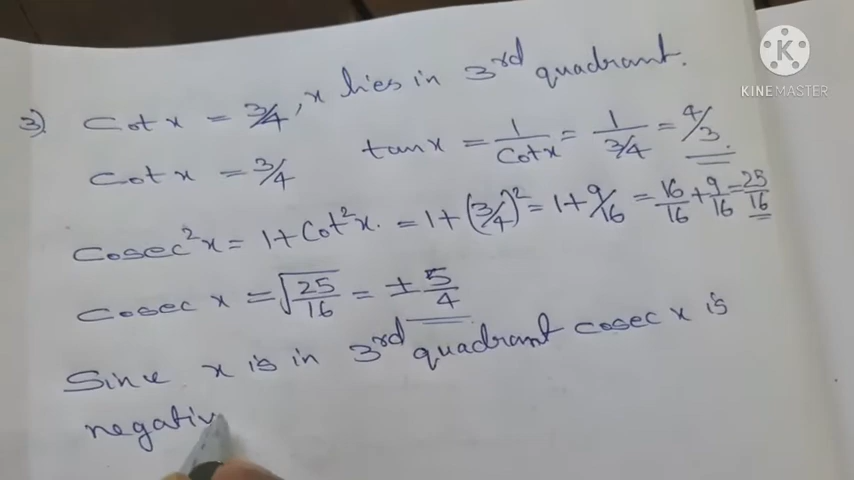 3) Cot x = 3/4, x lies in 3rd quadrant.
Cot x = 3/4 tan x = 1/Cot x = 1/3/4 = 4/3.
Cosec²x = 1 + Cot²x. = 1 + (3/4)² = 1 + 9/16 = 16/16 + 9/16 = 25/16
Cosec x = √25/16 = ± 5/4
Since x is in 3rd quadrant cosec x is
negativ
K
KINEMASTER